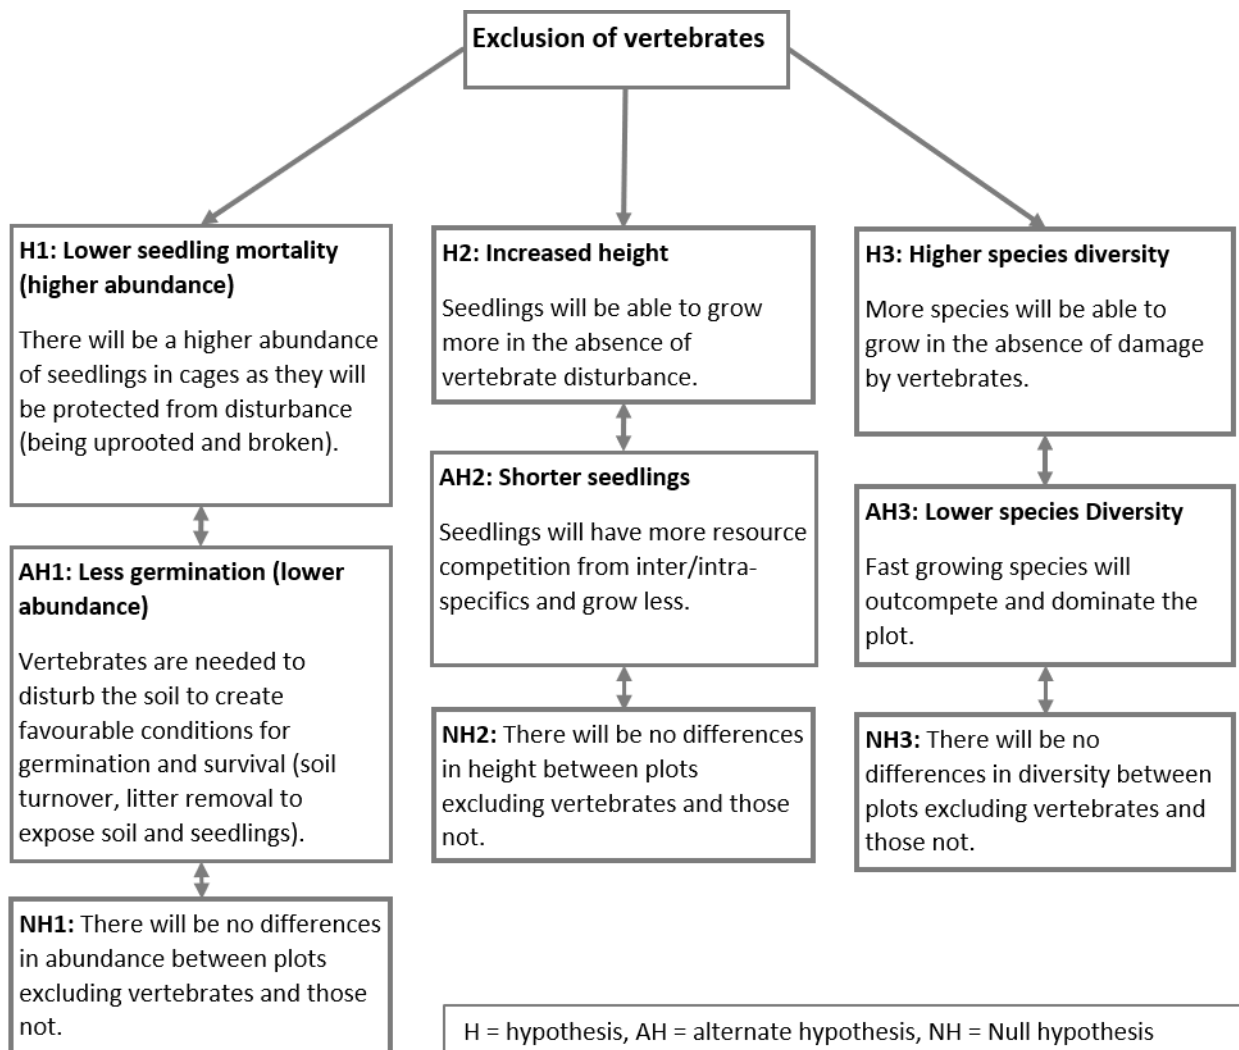 Exclusion of vertebrates
H1: Lower seedling mortality
(higher abundance)
There will be a higher abundance
of seedlings in cages as they will
be protected from disturbance
(being uprooted and broken).
AH1: Less germination (lower
abundance)
Vertebrates are needed to
disturb the soil to create
favourable conditions for
germination and survival (soil
turnover, litter removal to
expose soil and seedlings).
NH1: There will be no differences
in abundance between plots
excluding vertebrates and those
not.
H2: Increased height
Seedlings will be able to grow
more in the absence of
vertebrate disturbance.
AH2: Shorter seedlings
Seedlings will have more resource
competition from inter/intra-
specifics and grow less.
NH2: There will be no differences
in height between plots
excluding vertebrates and those
not.
H3: Higher species diversity
More species will be able to
grow in the absence of damage
by vertebrates.
AH3: Lower species Diversity
Fast growing species will
outcompete and dominate the
plot.
NH3: There will be no
differences in diversity between
plots excluding vertebrates and
those not.
H = hypothesis, AH = alternate hypothesis, NH = Null hypothesis